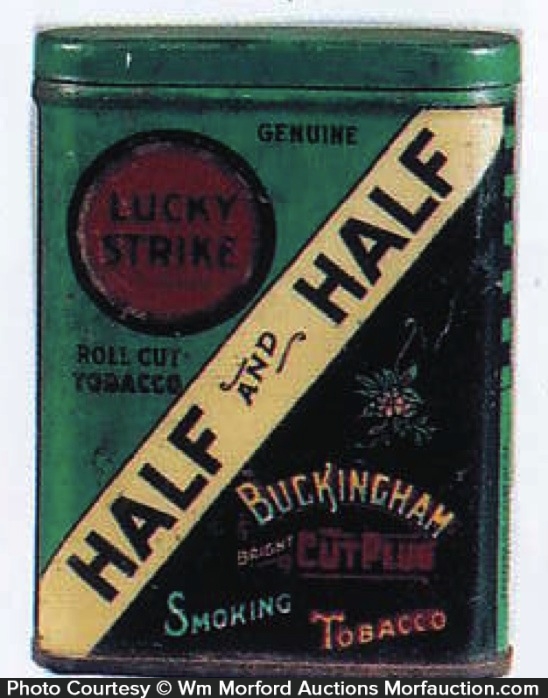 GENUINE
LUCKY
STRIKE
ROLL CUT
TOBACCO
HALF AND HALF
BUCKINGHAM
BRIGHT CUT PLUG
SMOKING TOBACCO
Photo Courtesy © Wm Morford Auctions Morfauction.com